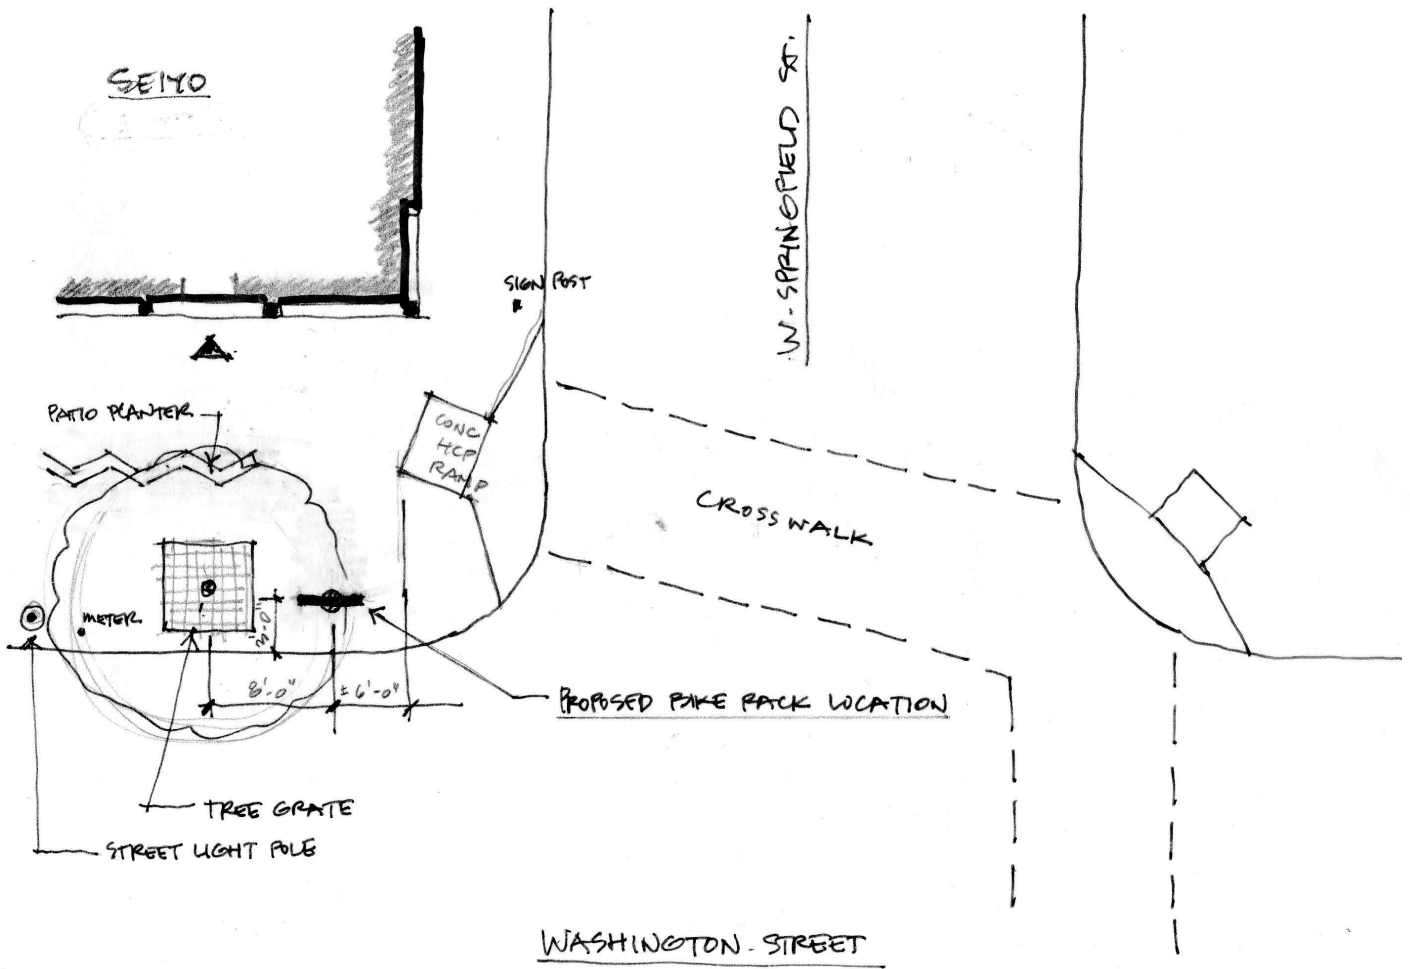 SEIYO
W. SPRINGFIELD ST.
SIGN POST
PATIO PLANTER
CONC
HCP
RAMP
CROSSWALK
METER
3'-0"
8'-0"
±6'-0"
PROPOSED BIKE RACK LOCATION
TREE GRATE
STREET LIGHT POLE
WASHINGTON STREET